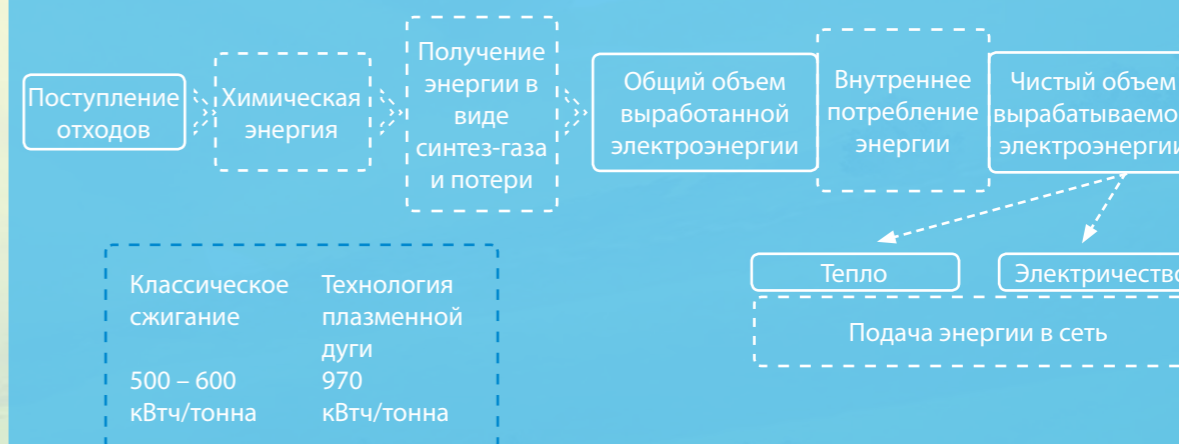 Поступление
отходов
Химическая
энергия
Получение
энергии в
виде
синтез-газа
и потери
Общий объем
выработанной
электроэнергии
Внутреннее
потребление
энергии
Чистый объем
вырабатываемо
электроэнергии
Тепло
Электричество
Подача энергии в сеть
Классическое
сжигание
Технология
плазменной
дуги
500 – 600
кВтч/тонна
970
кВтч/тонна